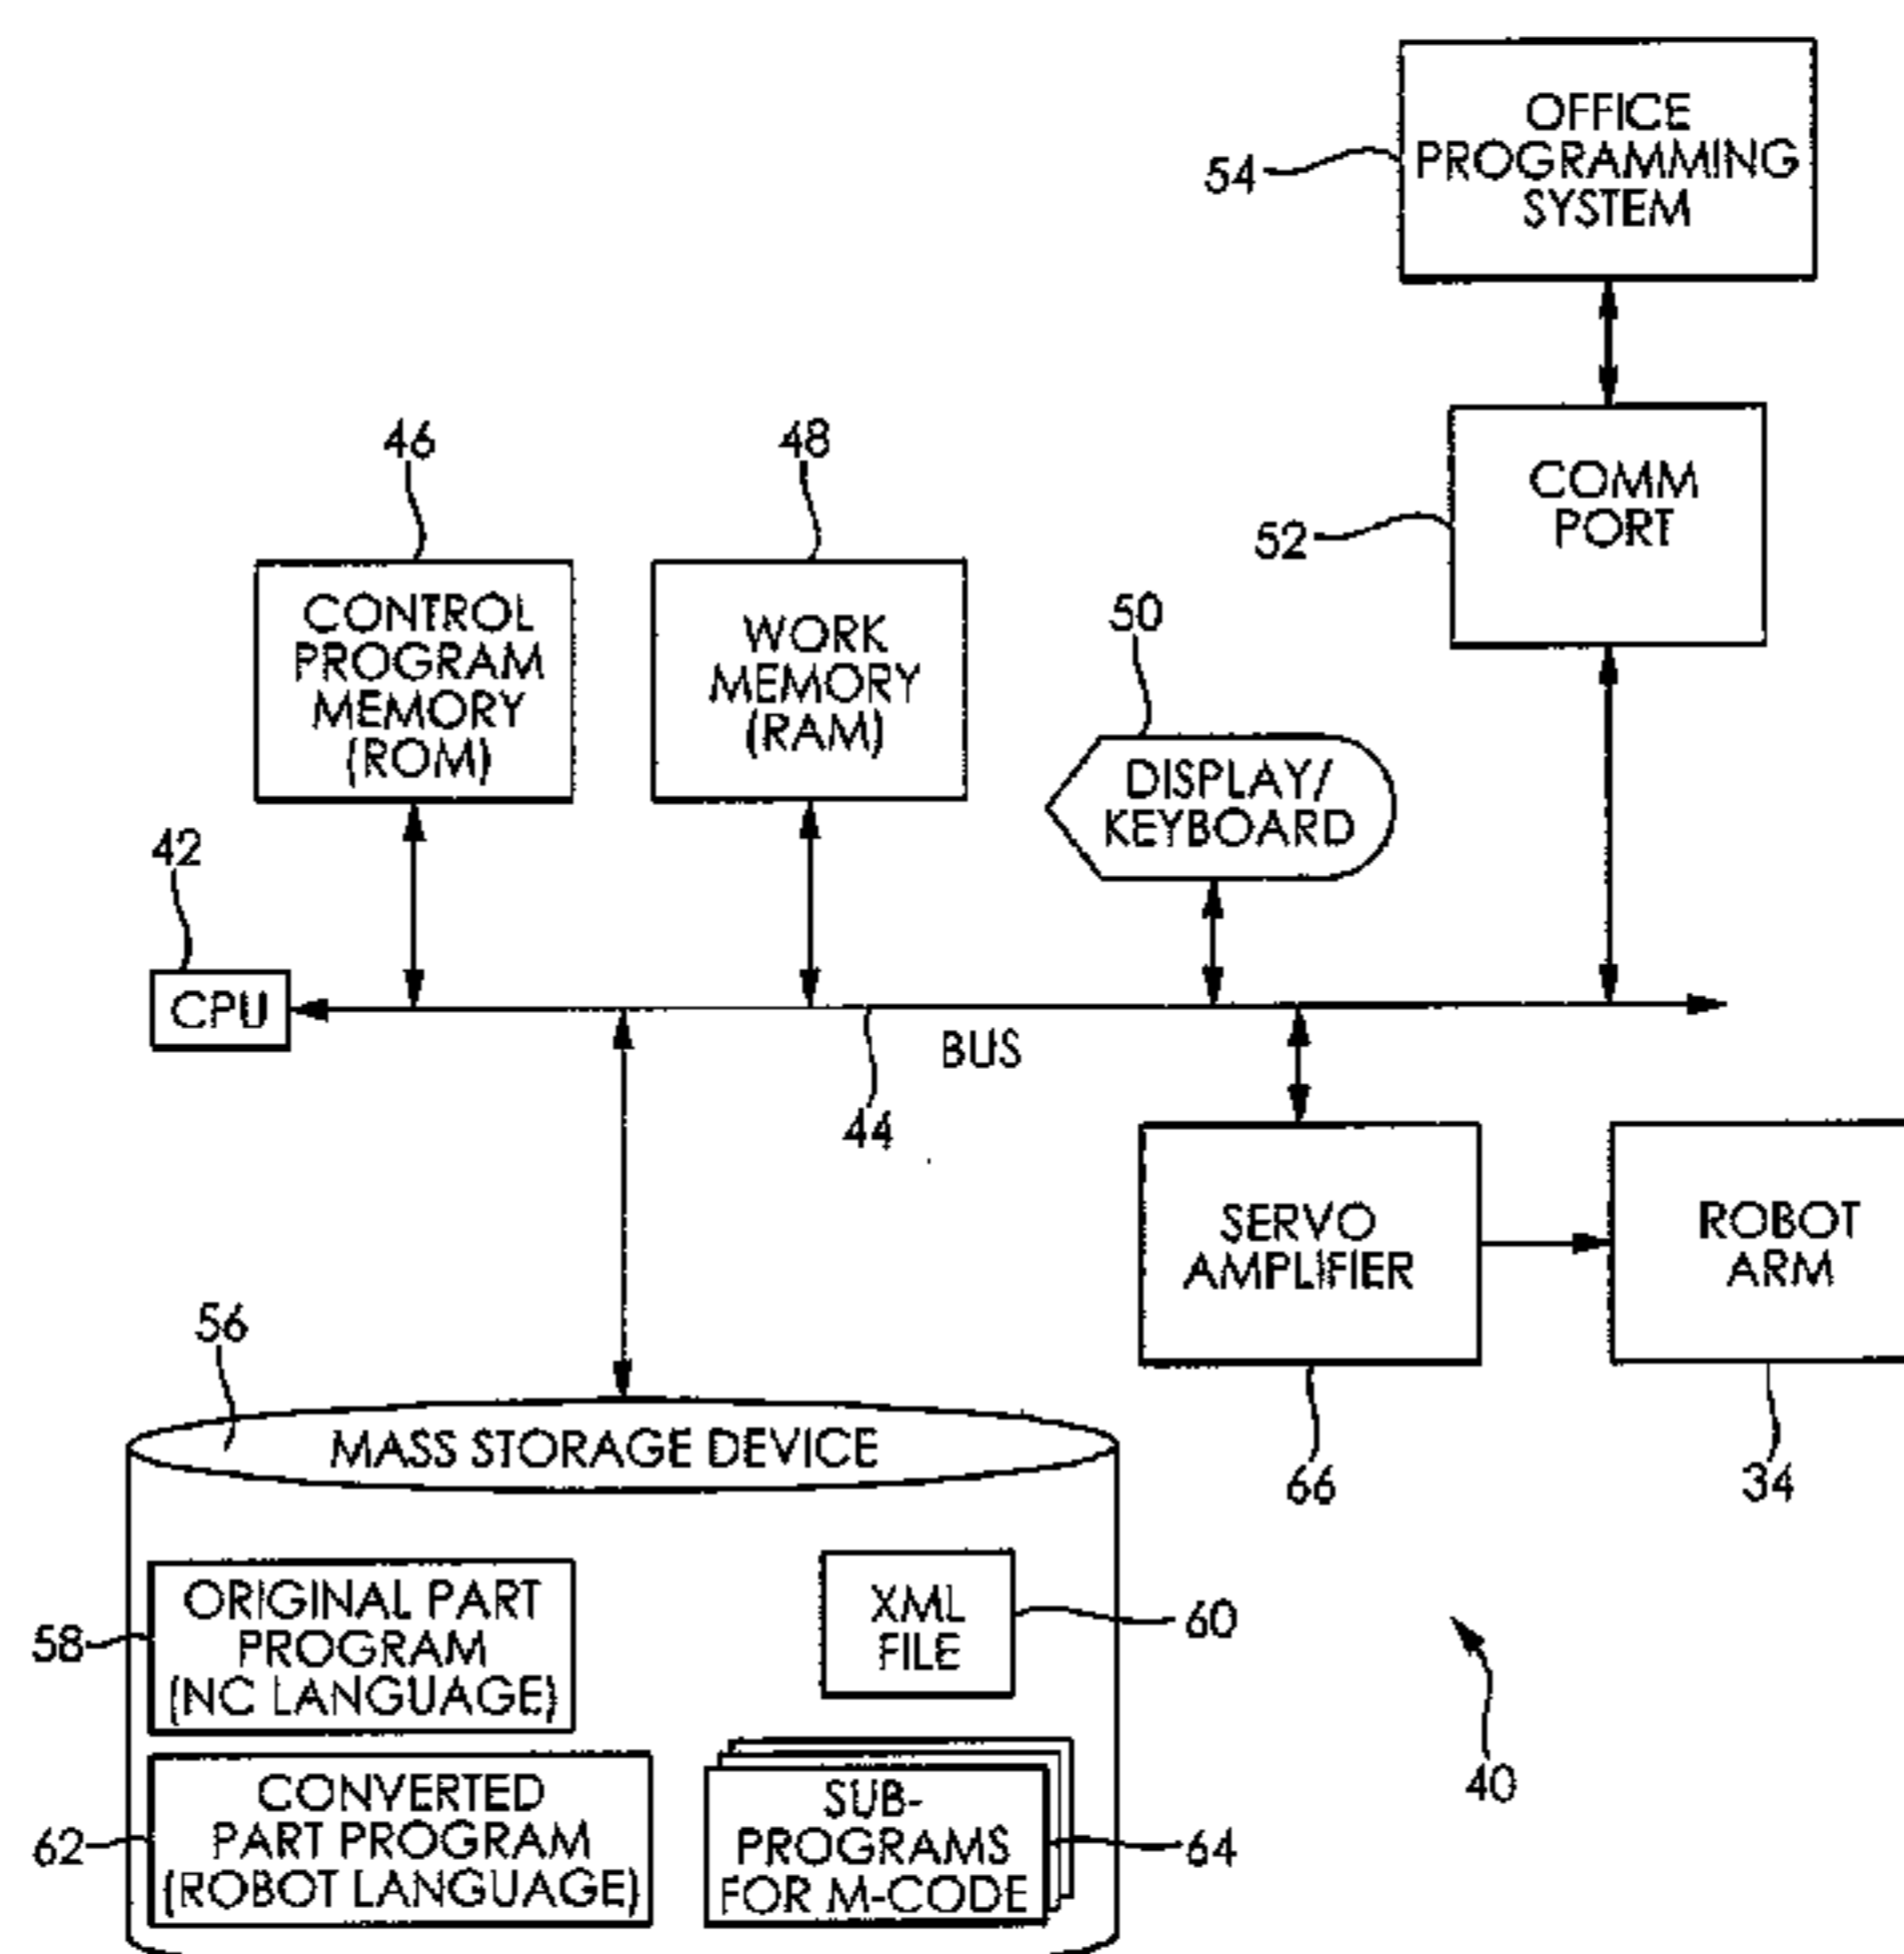 OFFICE
PROGRAMMING
SYSTEM
54
COMM
PORT
52
46
48
CONTROL
PROGRAM
MEMORY
(ROM)
WORK
MEMORY
(RAM)
50
DISPLAY/
KEYBOARD
42
CPU
BUS
44
SERVO
AMPLIFIER
ROBOT
ARM
66
34
56
MASS STORAGE DEVICE
ORIGINAL PART
PROGRAM
(NC LANGUAGE)
58
XML
FILE
60
CONVERTED
PART PROGRAM
(ROBOT LANGUAGE)
62
SUB-
PROGRAMS
FOR M-CODE
64
40